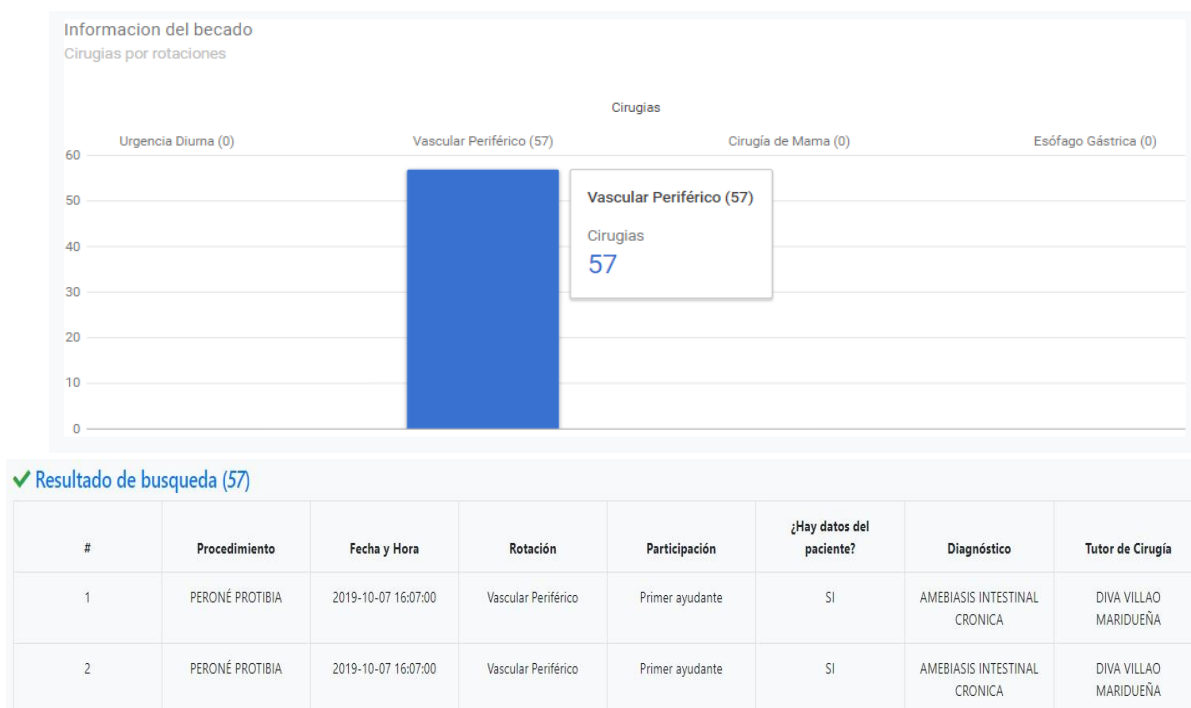 Informacion del becado
Cirugias por rotaciones
Cirugias
Urgencia Diurna (0) Vascular Periférico (57) Cirugía de Mama (0) Esófago Gástrica (0)
60
50
40
30
20
10
0
Vascular Periférico (57)
Cirugias
57
Resultado de busqueda (57)
# Procedimiento Fecha y Hora Rotación Participación ¿Hay datos del paciente? Diagnóstico Tutor de Cirugía
1 PERONÉ PROTIBIA 2019-10-07 16:07:00 Vascular Periférico Primer ayudante SI AMEBIASIS INTESTINAL CRONICA DIVA VILLAO MARIDUEÑA
2 PERONÉ PROTIBIA 2019-10-07 16:07:00 Vascular Periférico Primer ayudante SI AMEBIASIS INTESTINAL CRONICA DIVA VILLAO MARIDUEÑA